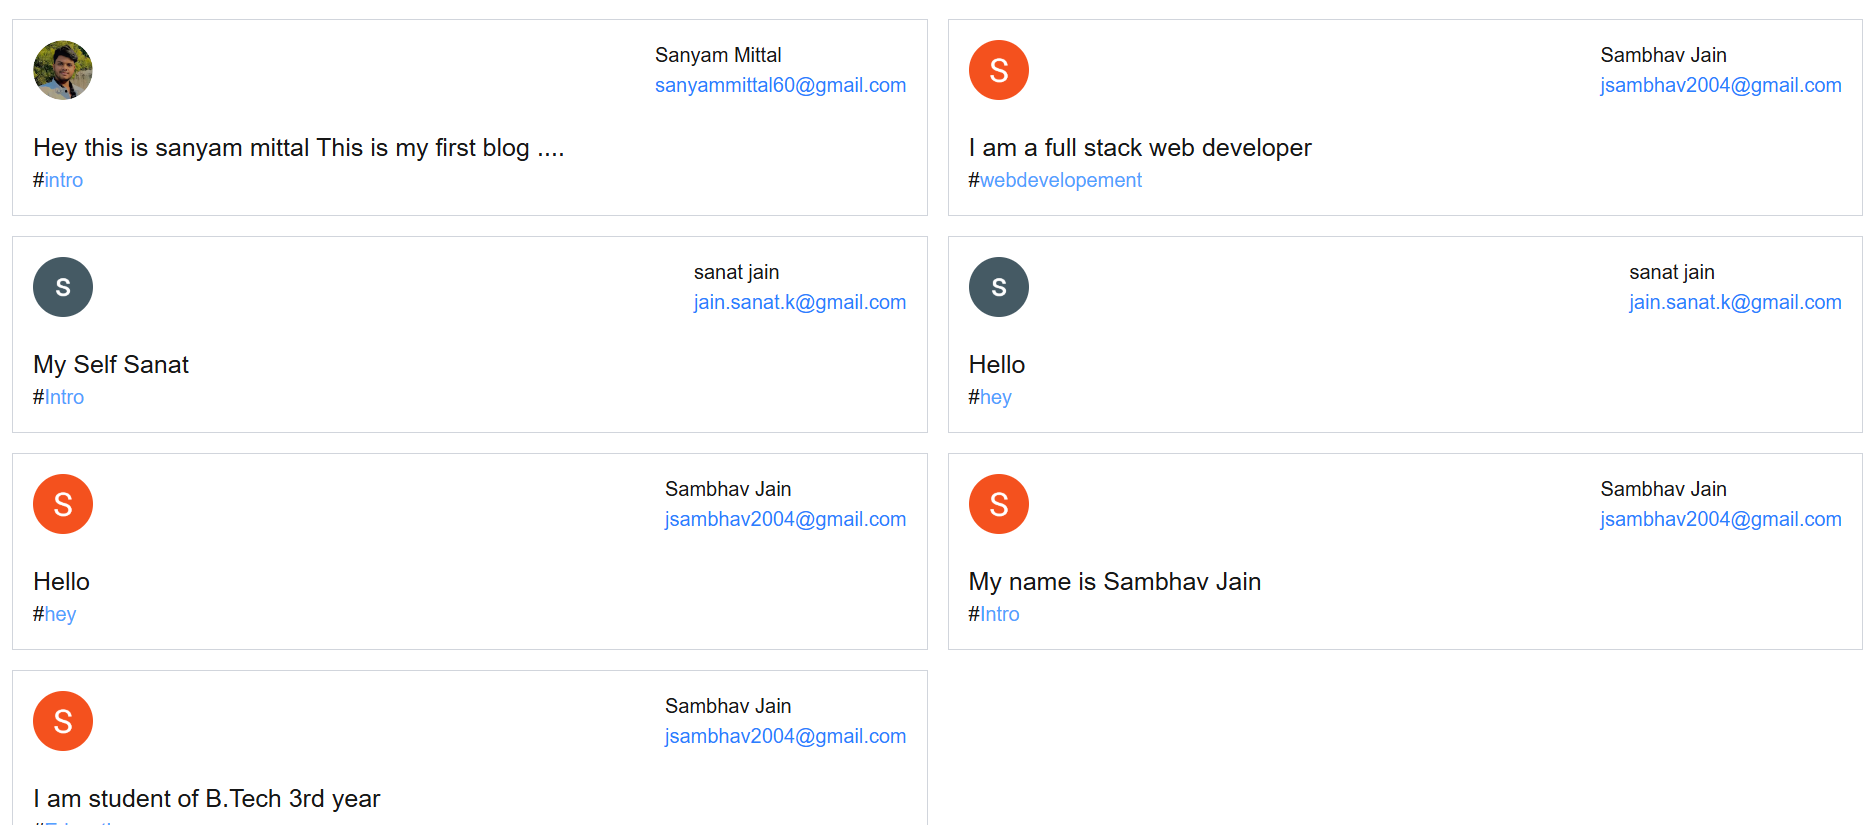 Sanyam Mittal
sanyammittal60@gmail.com
Hey this is sanyam mittal This is my first blog ....
#intro
S
Sambhav Jain
jsambhav2004@gmail.com
I am a full stack web developer
#webdevelopement
s
sanat jain
jain.sanat.k@gmail.com
My Self Sanat
#Intro
s
sanat jain
jain.sanat.k@gmail.com
Hello
#hey
S
Sambhav Jain
jsambhav2004@gmail.com
Hello
#hey
S
Sambhav Jain
jsambhav2004@gmail.com
My name is Sambhav Jain
#Intro
S
Sambhav Jain
jsambhav2004@gmail.com
I am student of B.Tech 3rd year